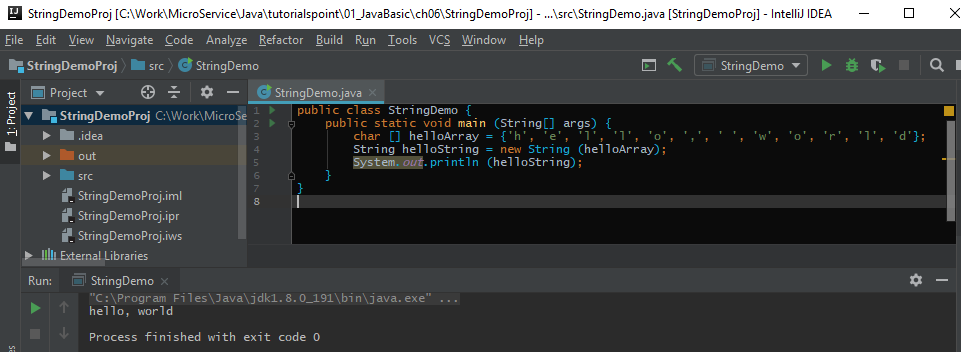 StringDemoProj [C:\Work\MicroService\Java\tutorialspoint\01_JavaBasic\ch06\StringDemoProj] - ...\src\StringDemo.java [StringDemoProj] - IntelliJ IDEA
File Edit View Navigate Code Analyze Refactor Build Run Tools VCS Window Help
StringDemoProj src StringDemo
StringDemo
1: Project
Project
StringDemoProj C:\Work\MicroSe
.idea
out
src
StringDemoProj.iml
StringDemoProj.ipr
StringDemoProj.iws
External Libraries
StringDemo.java
1 public class StringDemo {
2 public static void main (String[] args) {
3 char [] helloArray = {'h', 'e', 'l', 'l', 'o', ',', ' ', 'w', 'o', 'r', 'l', 'd'};
4 String helloString = new String (helloArray);
5 System.out.println (helloString);
6 }
7 }
8
Run: StringDemo
"C:\Program Files\Java\jdk1.8.0_191\bin\java.exe" ...
hello, world
Process finished with exit code 0